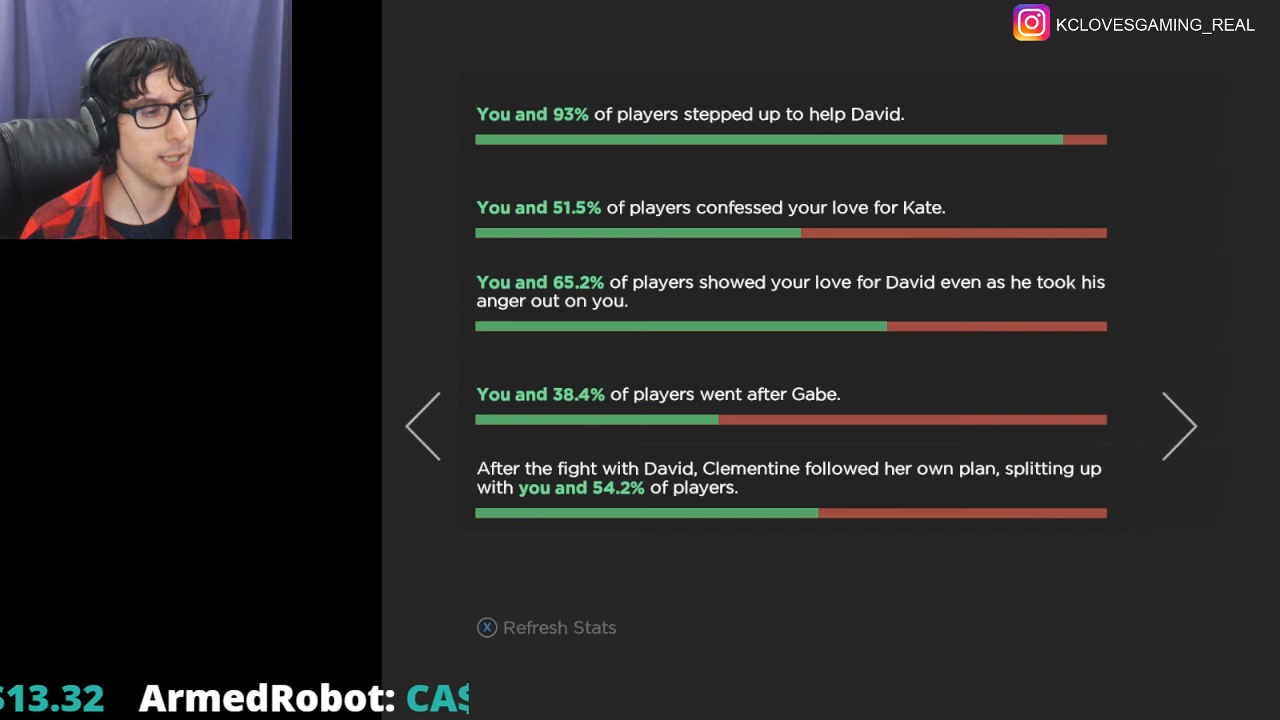 KCLOVESGAMING_REAL
You and 93% of players stepped up to help David.
You and 51.5% of players confessed your love for Kate.
You and 65.2% of players showed your love for David even as he took his
anger out on you.
You and 38.4% of players went after Gabe.
After the fight with David, Clementine followed her own plan, splitting up
with you and 54.2% of players.
X Refresh Stats
$13.32 ArmedRobot: CA$